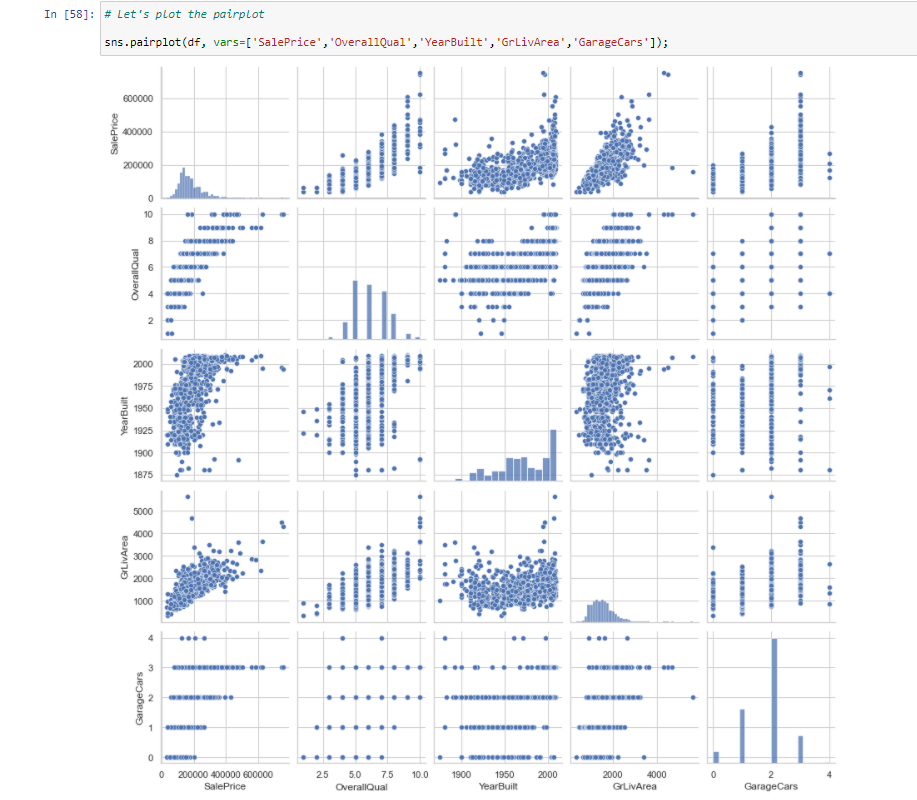 In [58]: # Let's plot the pairplot
sns.pairplot(df, vars=['SalePrice','OverallQual','YearBuilt','GrLivArea','GarageCars']);
SalePrice
600000
400000
200000
0
OverallQual
10
8
6
4
2
YearBuilt
2000
1975
1950
1925
1900
1875
GrLivArea
5000
4000
3000
2000
1000
GarageCars
4
3
2
1
0
0 200000 400000 600000 2.5 5.0 7.5 10.0 1900 1950 2000 2000 4000 0 2 4
SalePrice OverallQual YearBuilt GrLivArea GarageCars